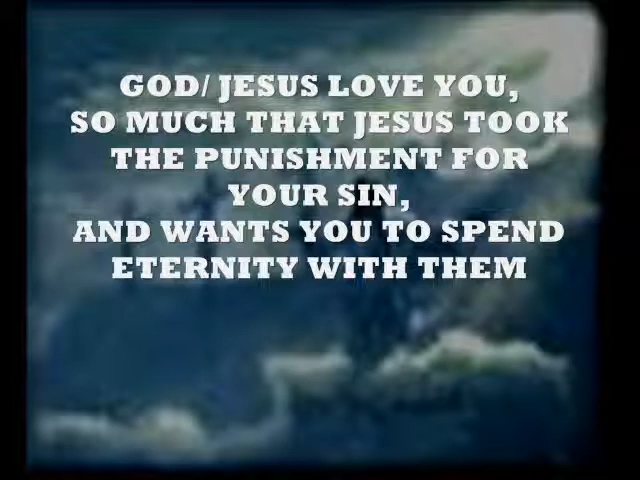 GOD/ JESUS LOVE YOU,
SO MUCH THAT JESUS TOOK
THE PUNISHMENT FOR
YOUR SIN,
AND WANTS YOU TO SPEND
ETERNITY WITH THEM